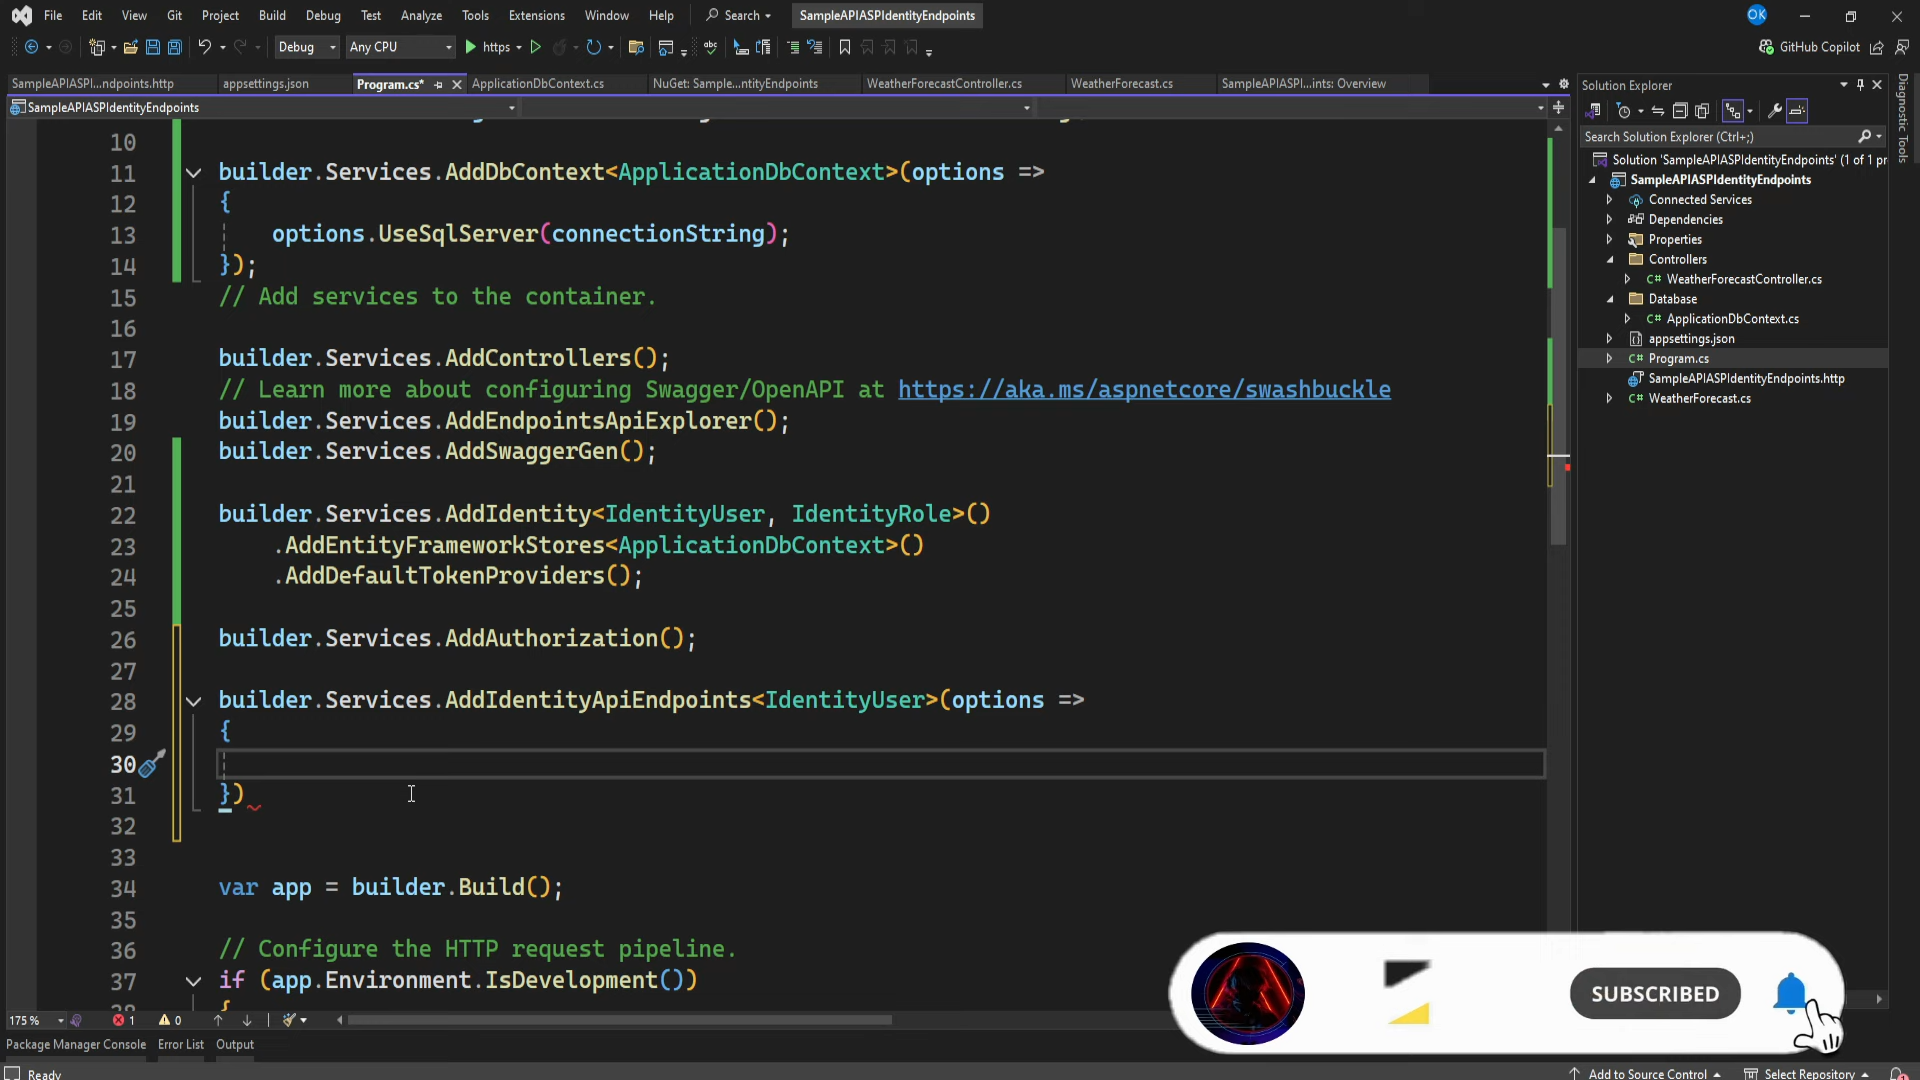 File Edit View Git Project Build Debug Test Analyze Tools Extensions Window Help Search SampleAPIASPIdentityEndpoints OK
Debug Any CPU https GitHub Copilot
SampleAPIASPI...ndpoints.http appsettings.json Program.cs* ApplicationDbContext.cs NuGet: Sample...ntityEndpoints WeatherForecastController.cs WeatherForecast.cs SampleAPIASPI...ints: Overview
SampleAPIASPIdentityEndpoints
10
11 builder.Services.AddDbContext<ApplicationDbContext>(options =>
12 {
13 options.UseSqlServer(connectionString);
14 });
15 // Add services to the container.
16
17 builder.Services.AddControllers();
18 // Learn more about configuring Swagger/OpenAPI at https://aka.ms/aspnetcore/swashbuckle
19 builder.Services.AddEndpointsApiExplorer();
20 builder.Services.AddSwaggerGen();
21
22 builder.Services.AddIdentity<IdentityUser, IdentityRole>()
23 .AddEntityFrameworkStores<ApplicationDbContext>()
24 .AddDefaultTokenProviders();
25
26 builder.Services.AddAuthorization();
27
28 builder.Services.AddIdentityApiEndpoints<IdentityUser>(options =>
29 {
30
31 })
32
33
34 var app = builder.Build();
35
36 // Configure the HTTP request pipeline.
37 if (app.Environment.IsDevelopment())
38 {
175 % 1 0
Package Manager Console Error List Output
Ready Add to Source Control Select Repository
Solution Explorer
Search Solution Explorer (Ctrl+;)
Solution 'SampleAPIASPIdentityEndpoints' (1 of 1 pr
SampleAPIASPIdentityEndpoints
Connected Services
Dependencies
Properties
Controllers
C# WeatherForecastController.cs
Database
C# ApplicationDbContext.cs
appsettings.json
C# Program.cs
SampleAPIASPIdentityEndpoints.http
C# WeatherForecast.cs
Diagnostic Tools
SUBSCRIBED